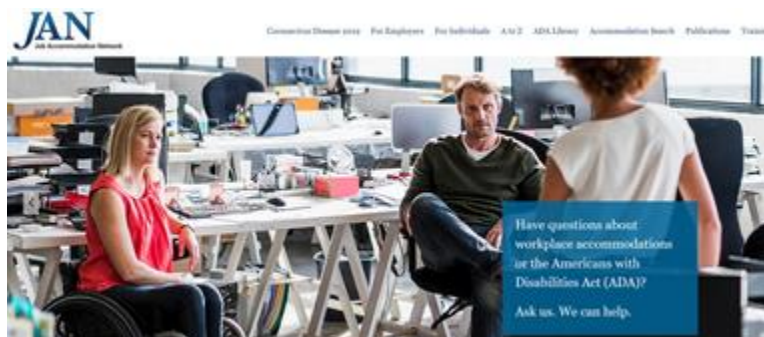 JAN
Job Accommodation Network
Coronavirus Disease 2019 For Employers For Individuals A to Z ADA Library Accommodation Search Publications Traini
Have questions about
workplace accommodations
or the Americans with
Disabilities Act (ADA)?
Ask us. We can help.